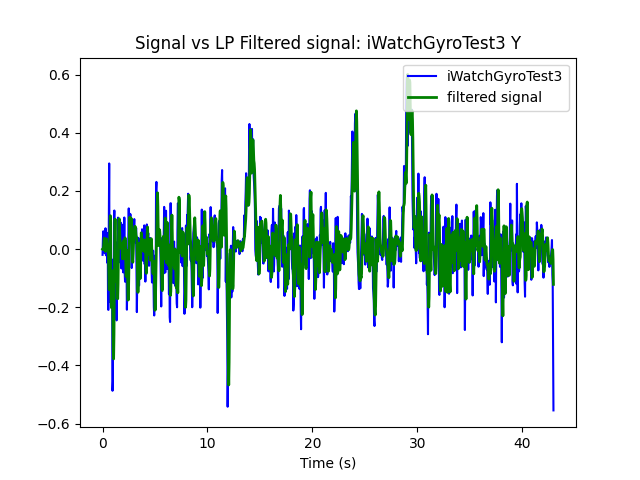 Signal vs LP Filtered signal: iWatchGyroTest3 Y
iWatchGyroTest3
filtered signal
0.6
0.4
0.2
0.0
−0.2
−0.4
−0.6
0 10 20 30 40
Time (s)